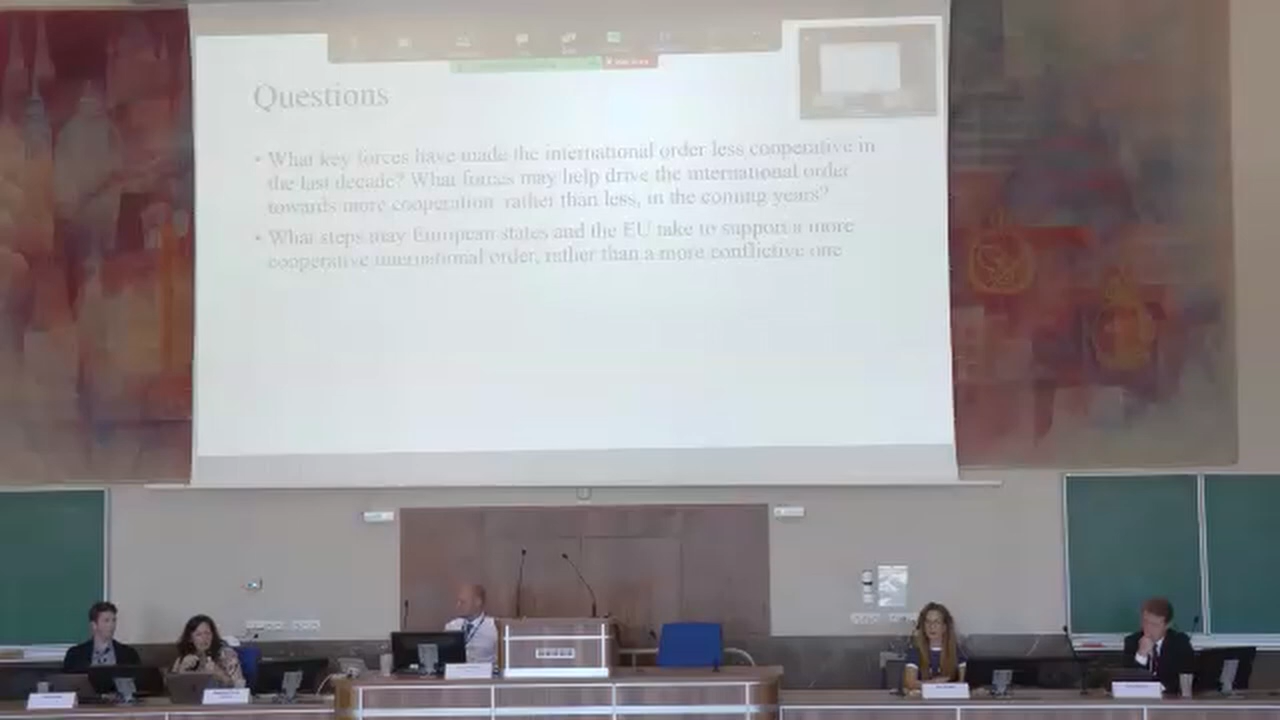 Questions
• What key forces have made the international order less cooperative in
the last decade? What forces may help drive the international order
towards more cooperation rather than less, in the coming years?
• What steps may European states and the EU take to support a more
cooperative international order, rather than a more conflictive one